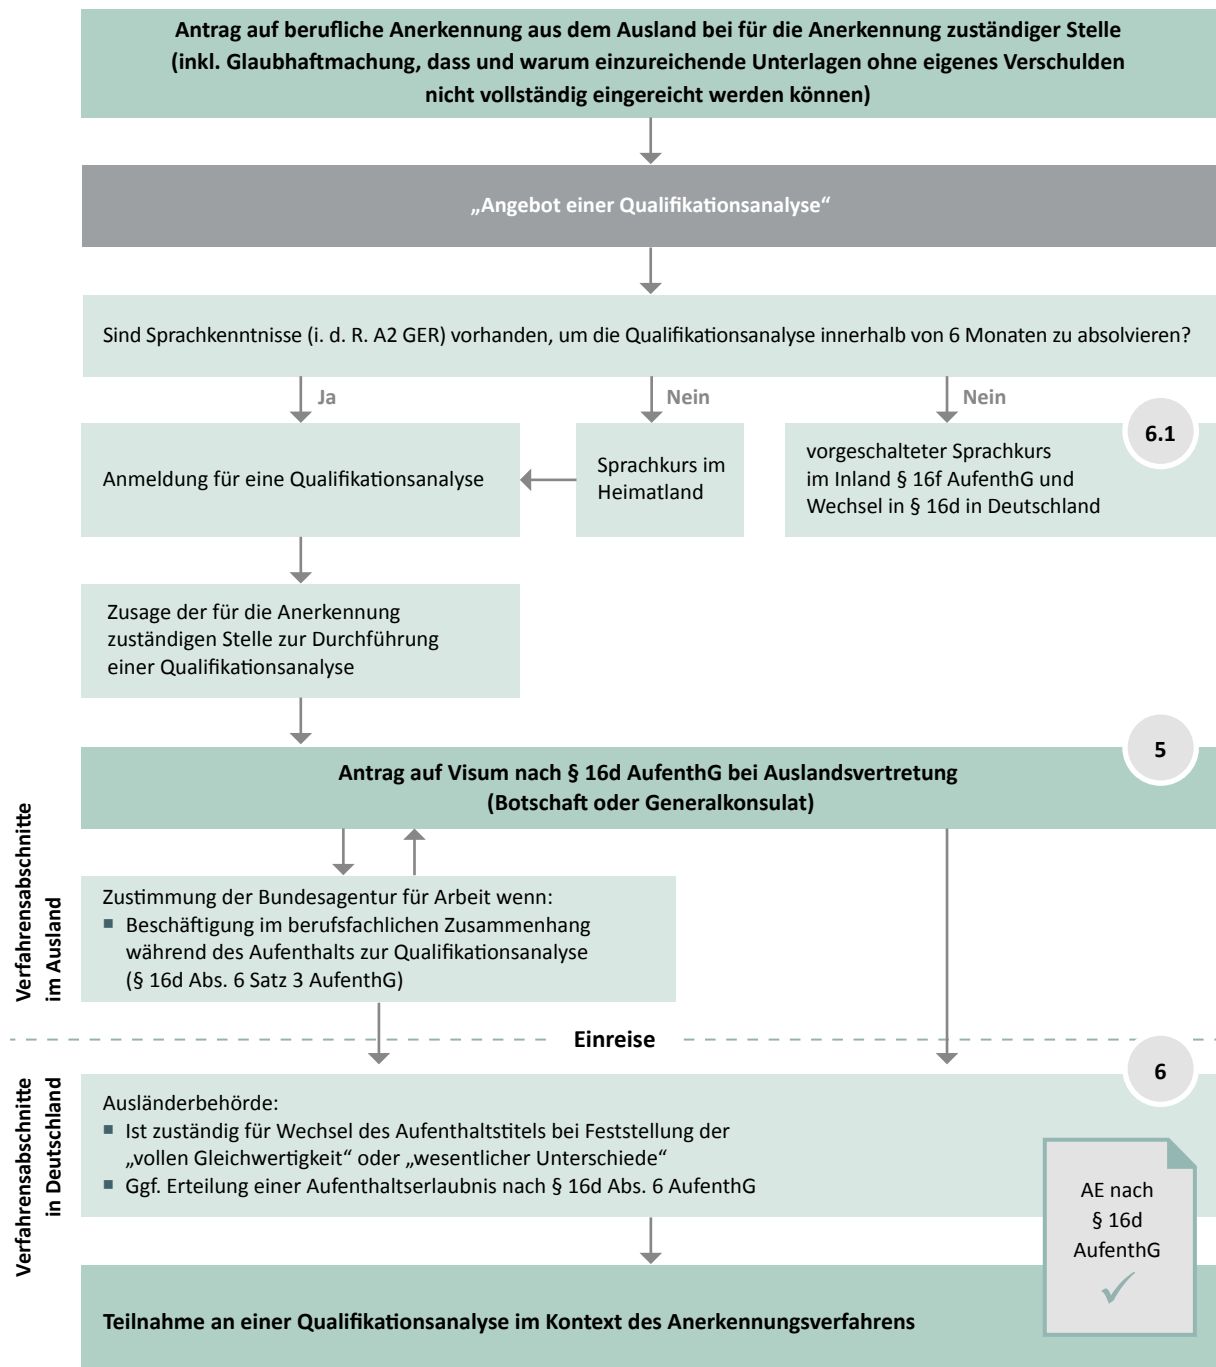 Antrag auf berufliche Anerkennung aus dem Ausland bei für die Anerkennung zuständiger Stelle
(inkl. Glaubhaftmachung, dass und warum einzureichende Unterlagen ohne eigenes Verschulden
nicht vollständig eingereicht werden können)
„Angebot einer Qualifikationsanalyse“
Sind Sprachkenntnisse (i. d. R. A2 GER) vorhanden, um die Qualifikationsanalyse innerhalb von 6 Monaten zu absolvieren?
Ja
Nein
Nein
Anmeldung für eine Qualifikationsanalyse
Sprachkurs im
Heimatland
6.1
vorgeschalteter Sprachkurs
im Inland § 16f AufenthG und
Wechsel in § 16d in Deutschland
Zusage der für die Anerkennung
zuständigen Stelle zur Durchführung
einer Qualifikationsanalyse
5
Antrag auf Visum nach § 16d AufenthG bei Auslandsvertretung
(Botschaft oder Generalkonsulat)
Verfahrensabschnitte
im Ausland
Zustimmung der Bundesagentur für Arbeit wenn:
■ Beschäftigung im berufsfachlichen Zusammenhang
während des Aufenthalts zur Qualifikationsanalyse
(§ 16d Abs. 6 Satz 3 AufenthG)
Einreise
Verfahrensabschnitte
in Deutschland
6
Ausländerbehörde:
■ Ist zuständig für Wechsel des Aufenthaltstitels bei Feststellung der
„vollen Gleichwertigkeit“ oder „wesentlicher Unterschiede“
■ Ggf. Erteilung einer Aufenthaltserlaubnis nach § 16d Abs. 6 AufenthG
AE nach
§ 16d
AufenthG
Teilnahme an einer Qualifikationsanalyse im Kontext des Anerkennungsverfahrens